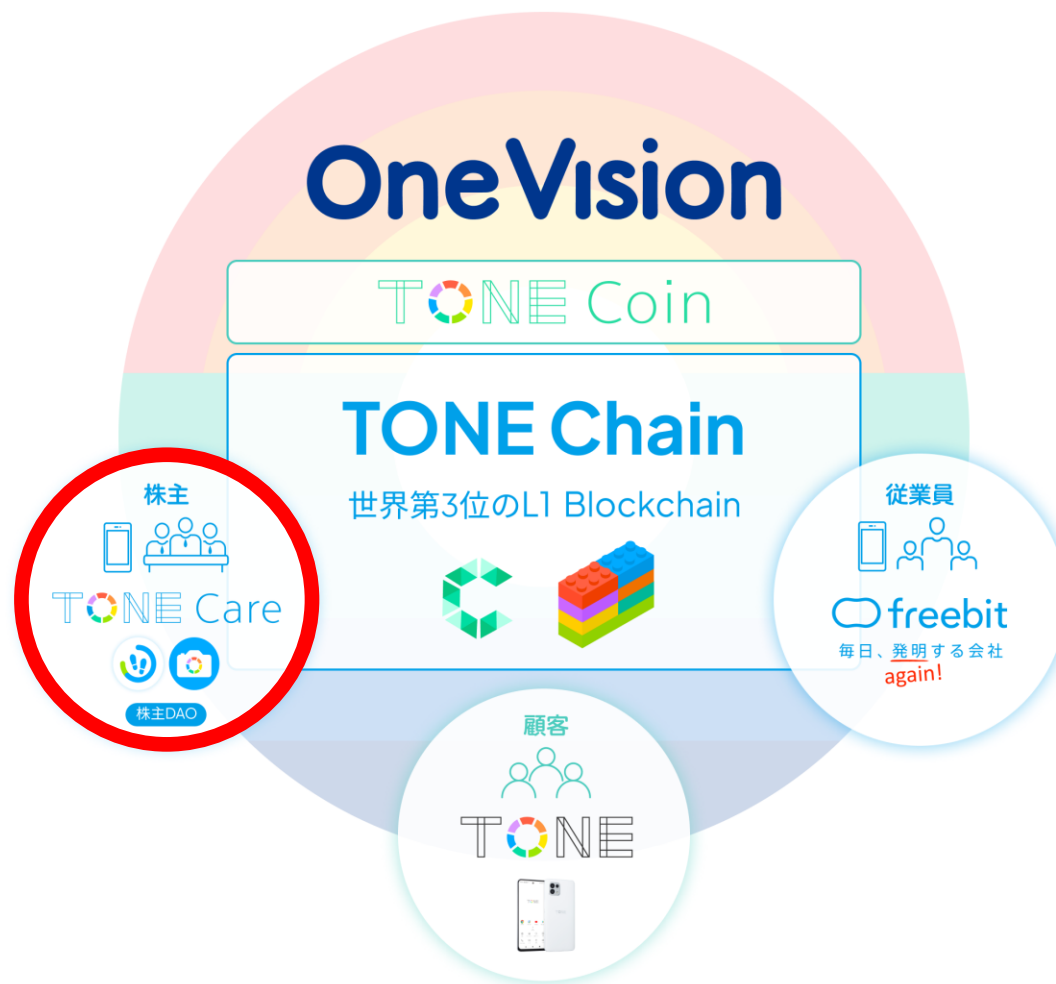 One Vision
TONE Coin
TONE Chain
世界第3位のL1 Blockchain
株主
TONE Care
株主DAO
従業員
freebit
毎日、発明する会社
again!
顧客
TONE